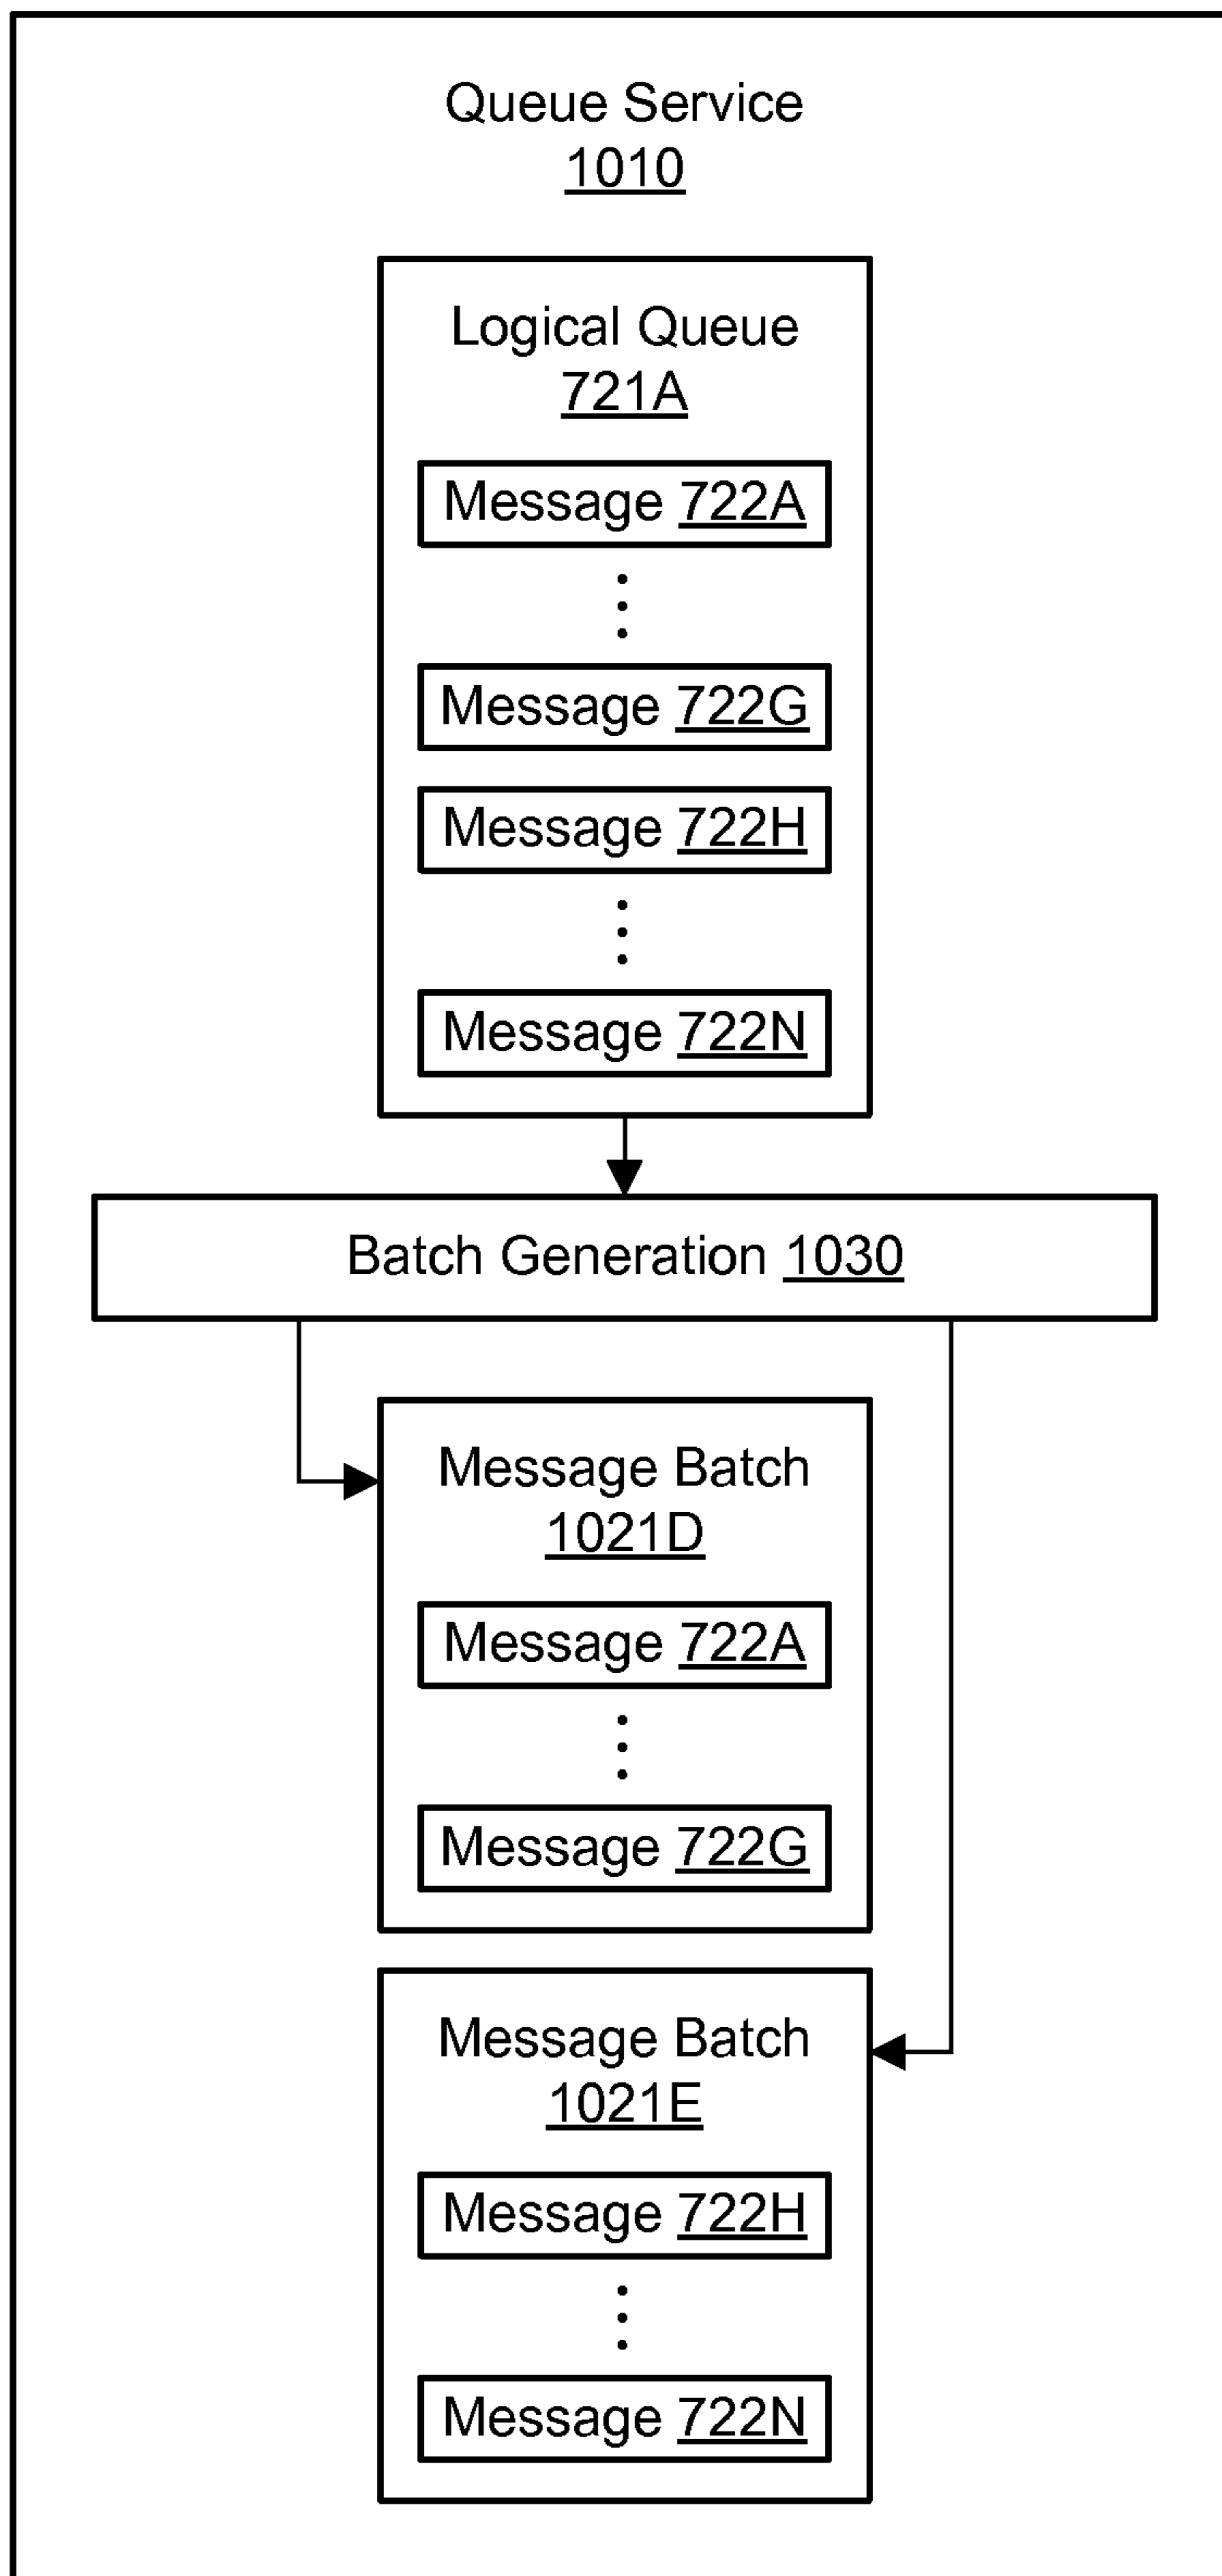 Queue Service
1010
Logical Queue
721A
Message 722A
Message 722G
Message 722H
Message 722N
Batch Generation 1030
Message Batch
1021D
Message 722A
Message 722G
Message Batch
1021E
Message 722H
Message 722N